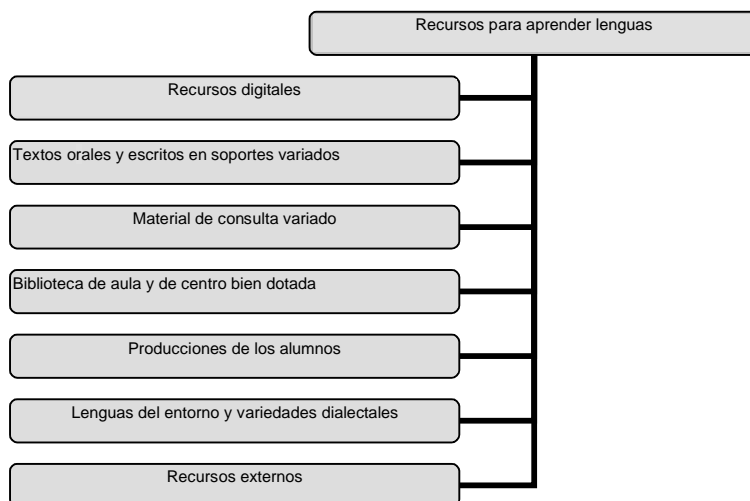 Recursos para aprender lenguas
Recursos digitales
Textos orales y escritos en soportes variados
Material de consulta variado
Biblioteca de aula y de centro bien dotada
Producciones de los alumnos
Lenguas del entorno y variedades dialectales
Recursos externos